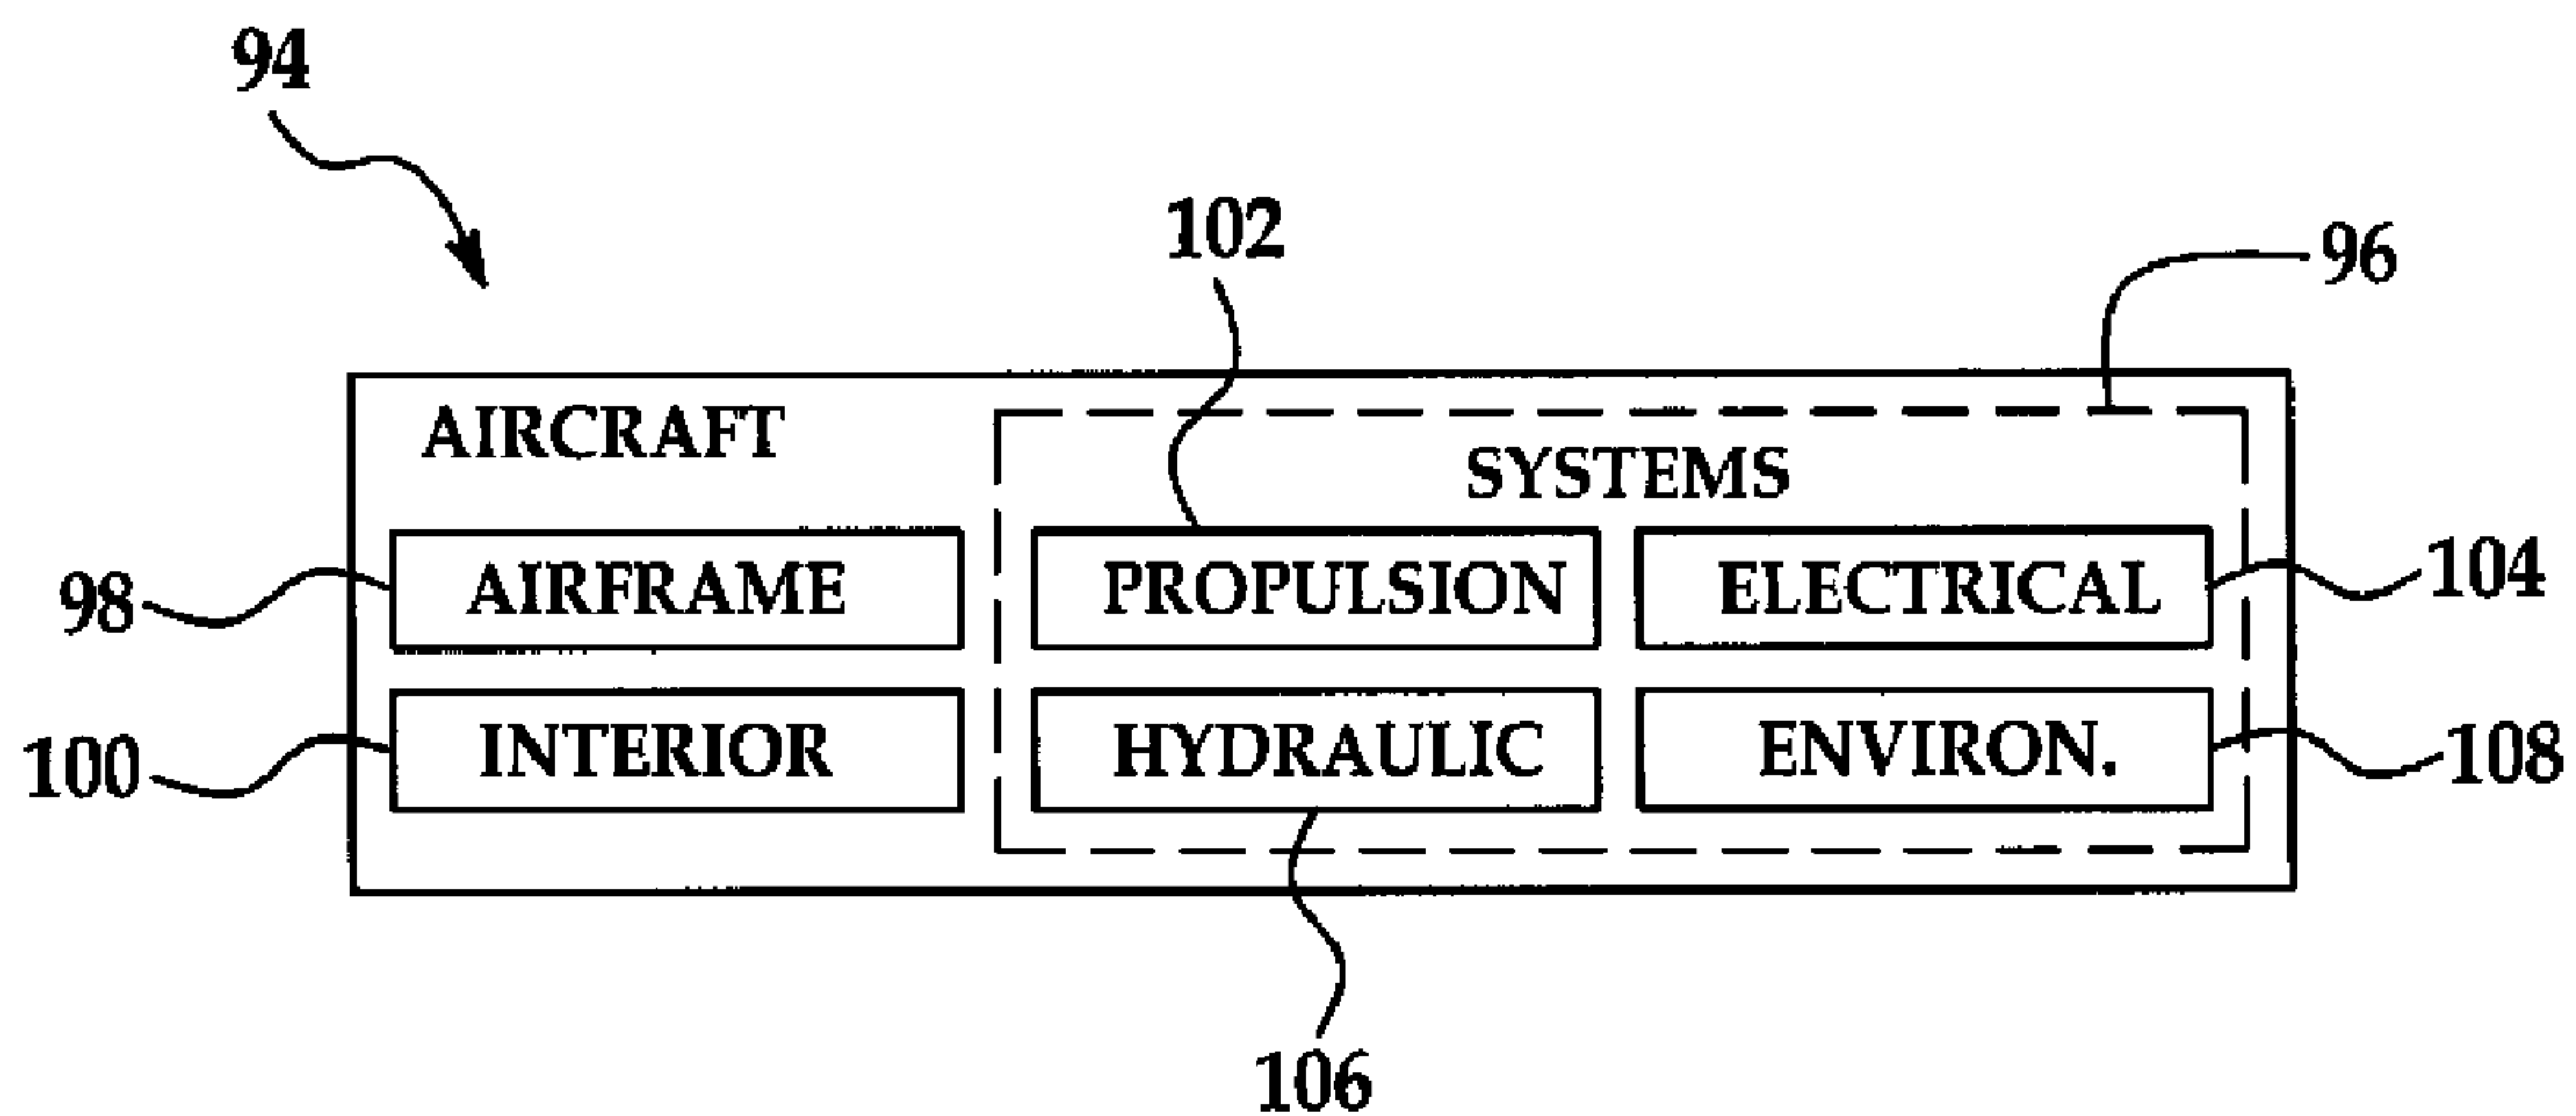 94
102
96
AIRCRAFT
SYSTEMS
98
AIRFRAME
PROPULSION
ELECTRICAL
104
100
INTERIOR
HYDRAULIC
ENVIRON.
108
106